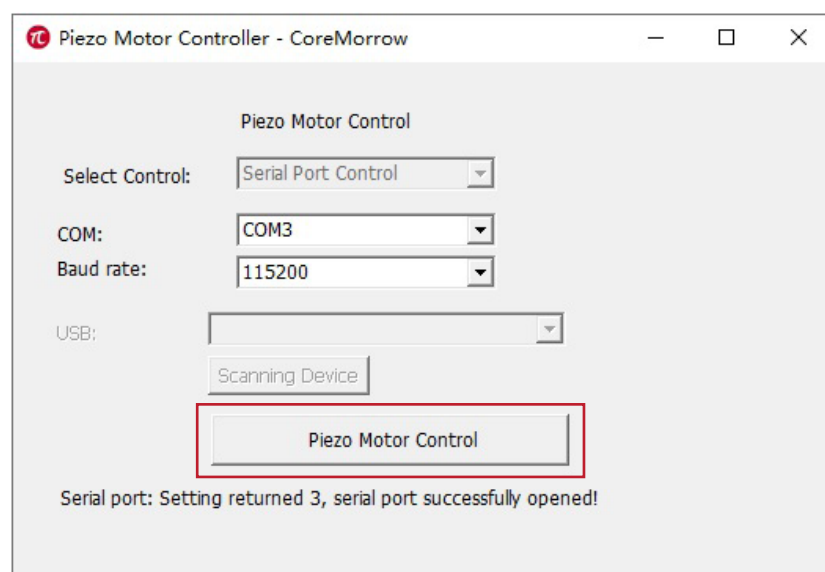 Piezo Motor Controller - CoreMorrow
Piezo Motor Control
Select Control: Serial Port Control
COM: COM3
Baud rate: 115200
USB:
Scanning Device
Piezo Motor Control
Serial port: Setting returned 3, serial port successfully opened!